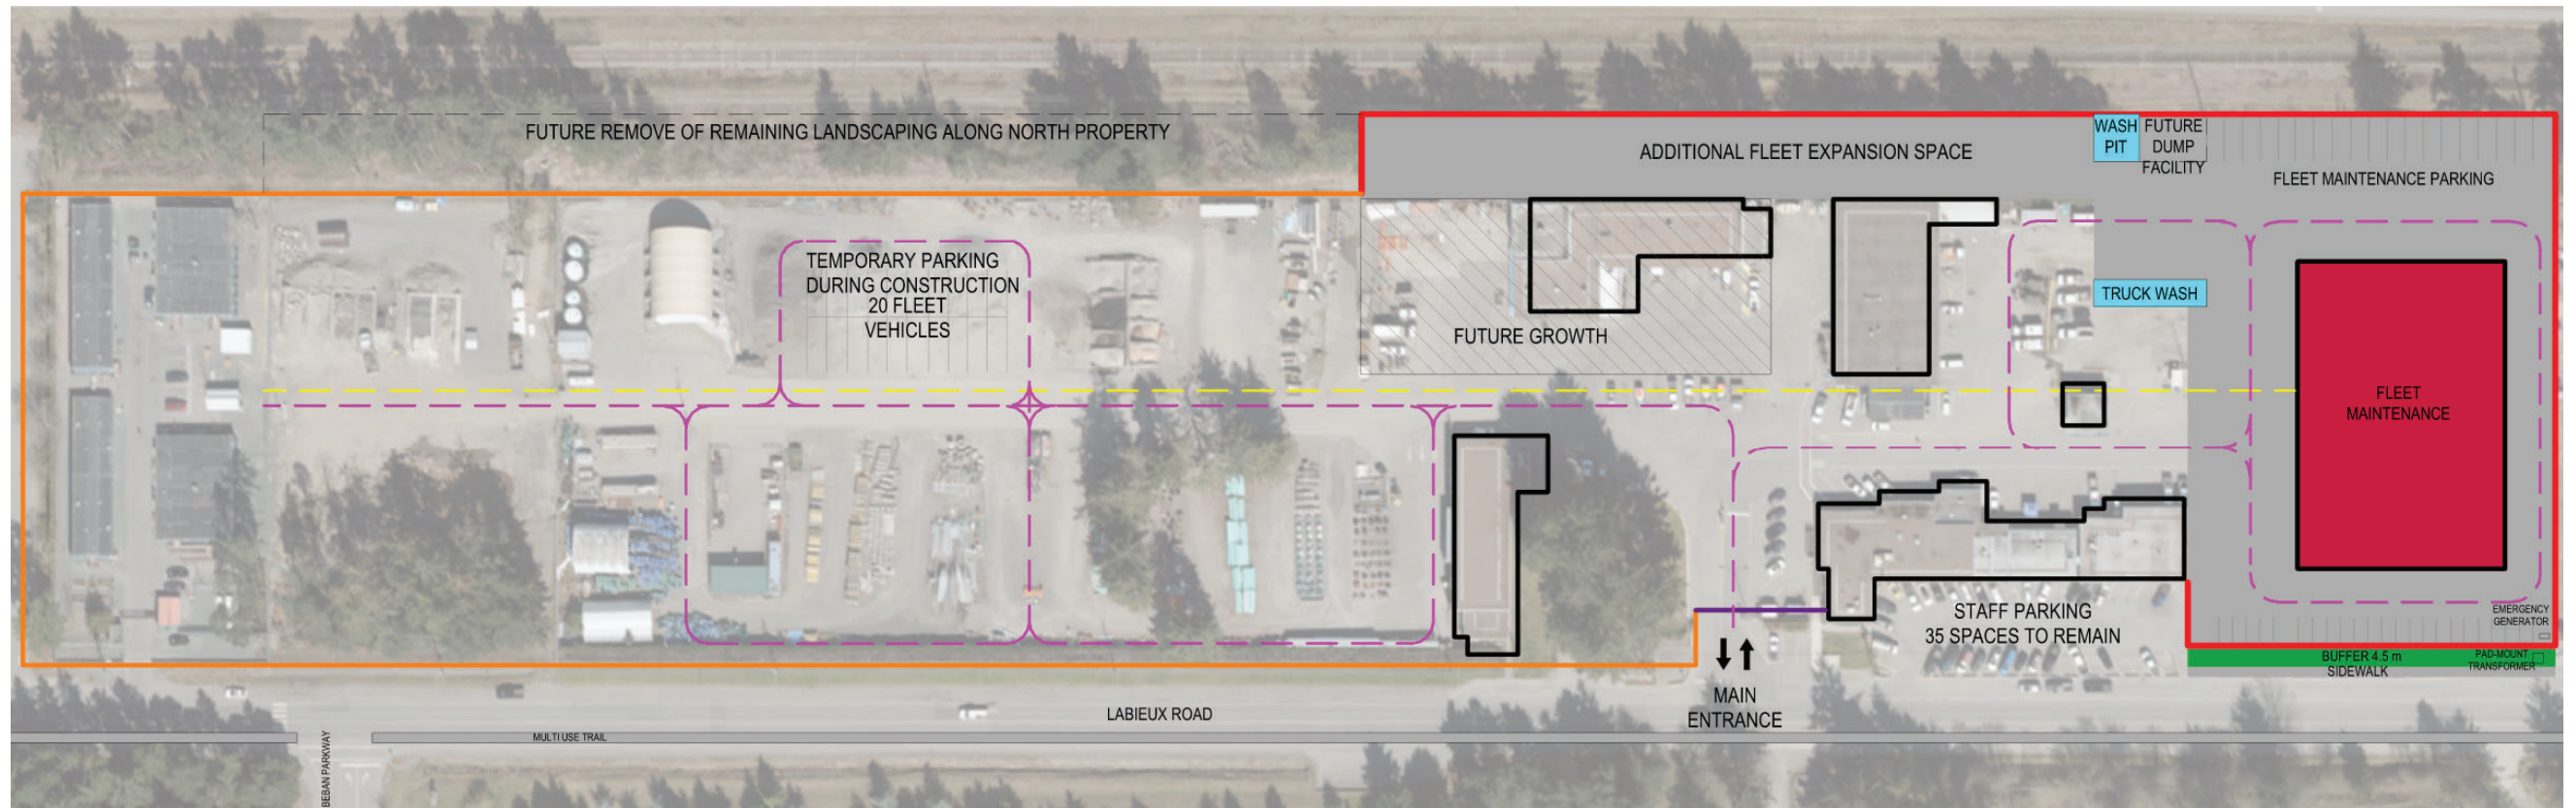 FUTURE REMOVE OF REMAINING LANDSCAPING ALONG NORTH PROPERTY
ADDITIONAL FLEET EXPANSION SPACE
WASH
PIT
FUTURE
DUMP
FACILITY
FLEET MAINTENANCE PARKING
TEMPORARY PARKING
DURING CONSTRUCTION
20 FLEET
VEHICLES
FUTURE GROWTH
TRUCK WASH
FLEET
MAINTENANCE
STAFF PARKING
35 SPACES TO REMAIN
EMERGENCY
GENERATOR
BUFFER 4.5 m
SIDEWALK
PAD-MOUNT
TRANSFORMER
MAIN
ENTRANCE
LABIEUX ROAD
MULTI USE TRAIL
BEBAN PARKWAY